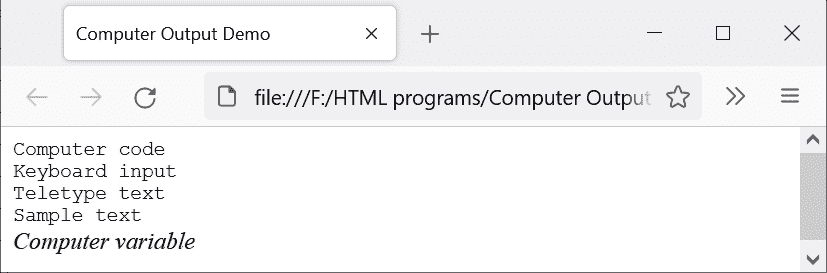 Computer Output Demo
file:///F:/HTML programs/Computer Output
Computer code
Keyboard input
Teletype text
Sample text
Computer variable